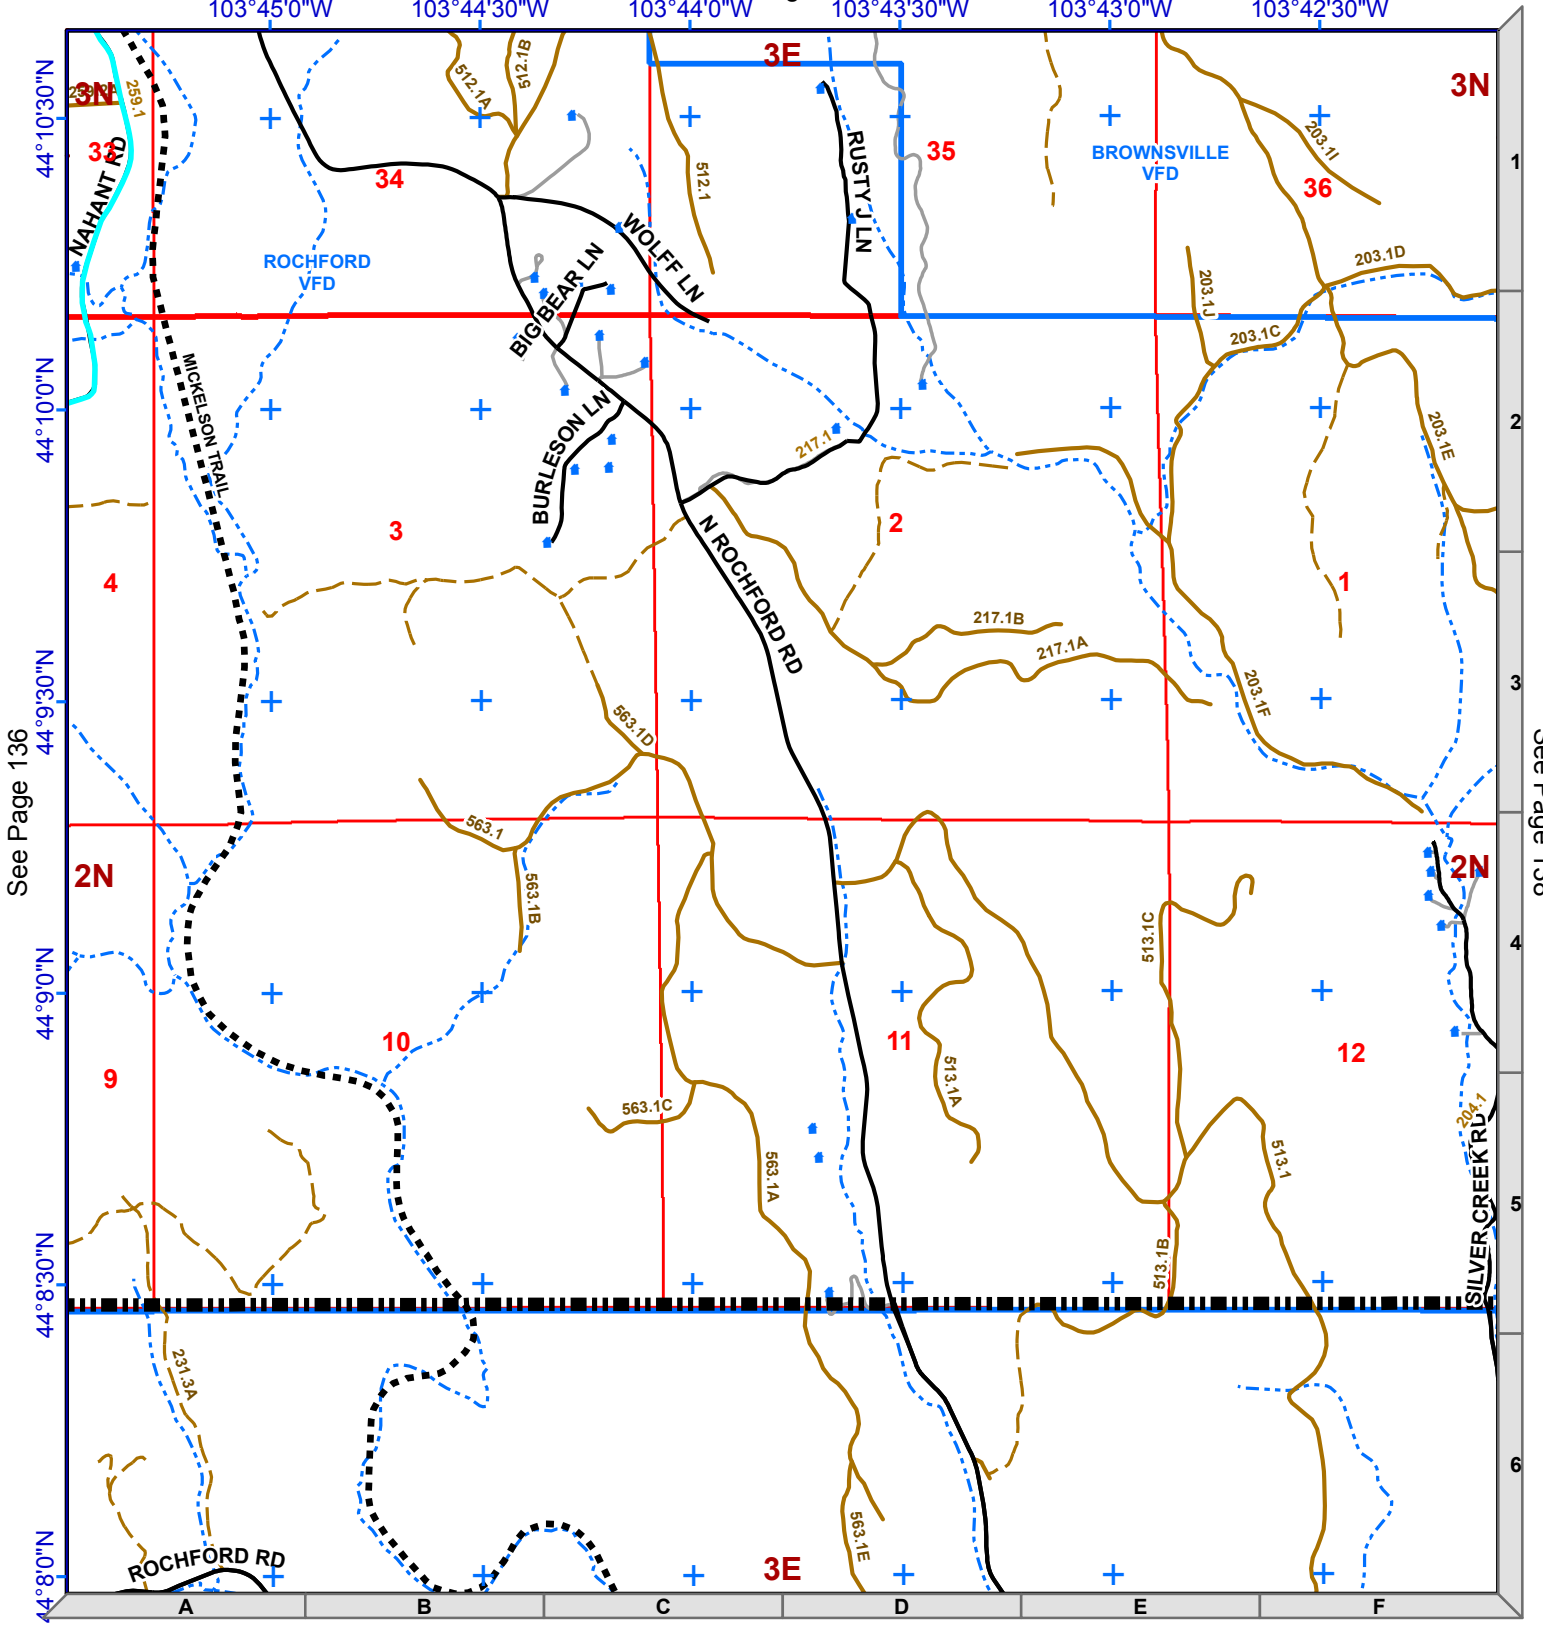 103°45'0"W
103°44'30"W
103°44'0"W
103°43'30"W
103°43'0"W
103°42'30"W
3E
3N
3N
259.1
512.1A
512.1B
203.1I
44°10'30"N
33
34
35
36
1
BROWNSVILLE
VFD
NAHANT RD
512.1
RUSTY J LN
WOLFF LN
ROCHFORD
VFD
BIG BEAR LN
203.1D
203.1J
203.1C
MICKELSON TRAIL
44°10'0"N
BURLESON LN
217.1
203.1E
2
3
2
4
1
N ROCHFORD RD
217.1B
217.1A
44°9'30"N
563.1D
203.1F
3
See Page 136
See Page 138
563.1
2N
2N
563.1B
513.1C
4
44°9'0"N
10
11
12
9
513.1A
563.1C
204.1
563.1A
513.1
SILVER CREEK RD
5
513.1B
44°8'30"N
231.3A
6
563.1E
ROCHFORD RD
3E
44°8'0"N
A
B
C
D
E
F